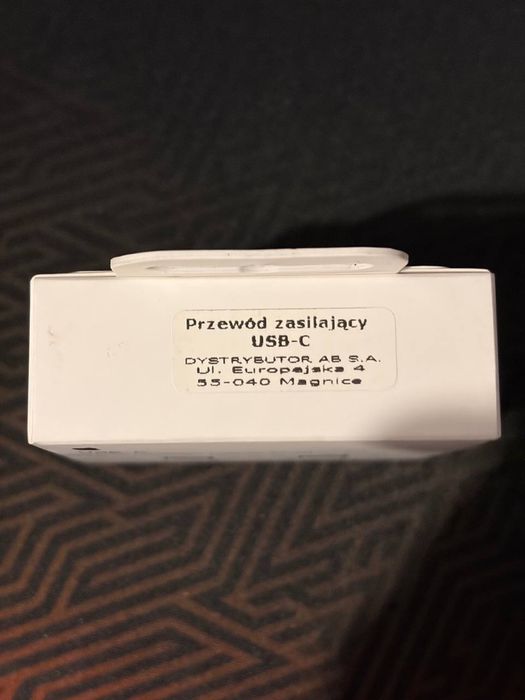 Przewód zasilający
USB-C
DYSTRYBUTOR AB S.A.
Ul. Europejska 4
55-040 Magnice